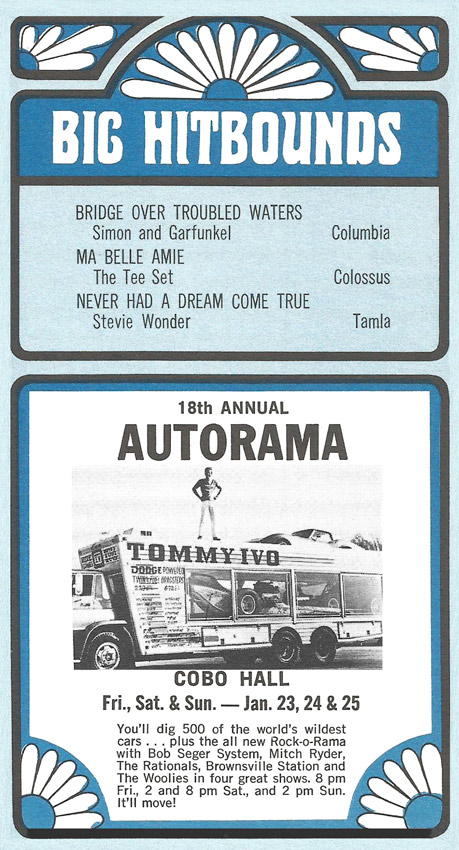 BIG HITBOUNDS
BRIDGE OVER TROUBLED WATERS
Simon and Garfunkel Columbia
MA BELLE AMIE
The Tee Set Colossus
NEVER HAD A DREAM COME TRUE
Stevie Wonder Tamla
18th ANNUAL
AUTORAMA
TOMMY IVO
DODGE POWERED
COBO HALL
Fri., Sat. & Sun. — Jan. 23, 24 & 25
You'll dig 500 of the world's wildest
cars . . . plus the all new Rock-o-Rama
with Bob Seger System, Mitch Ryder,
The Rationals, Brownsville Station and
The Woolies in four great shows. 8 pm
Fri., 2 and 8 pm Sat., and 2 pm Sun.
It'll move!